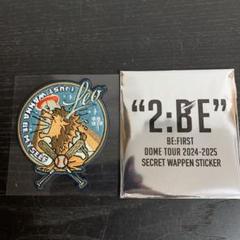 Leo
"2:BE"
BE:FIRST
DOME TOUR 2024-2025
SECRET WAPPEN STICKER